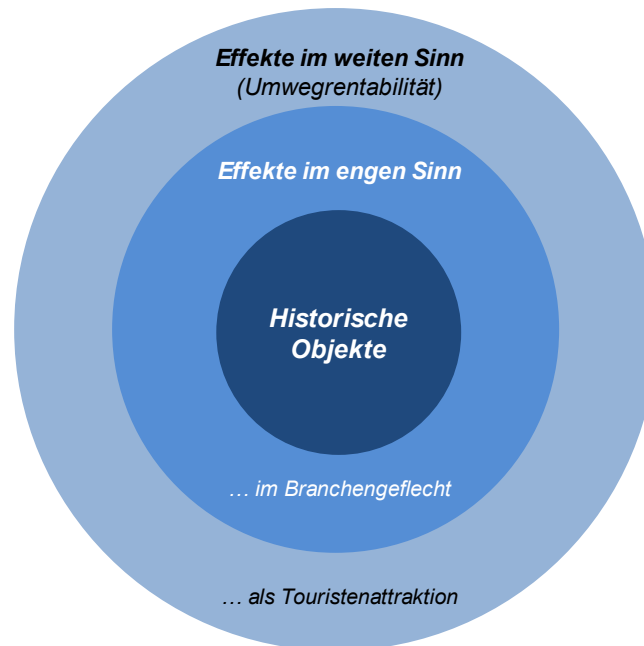 Effekte im weiten Sinn
(Umwegrentabilität)
Effekte im engen Sinn
Historische
Objekte
… im Branchengeflecht
… als Touristenattraktion